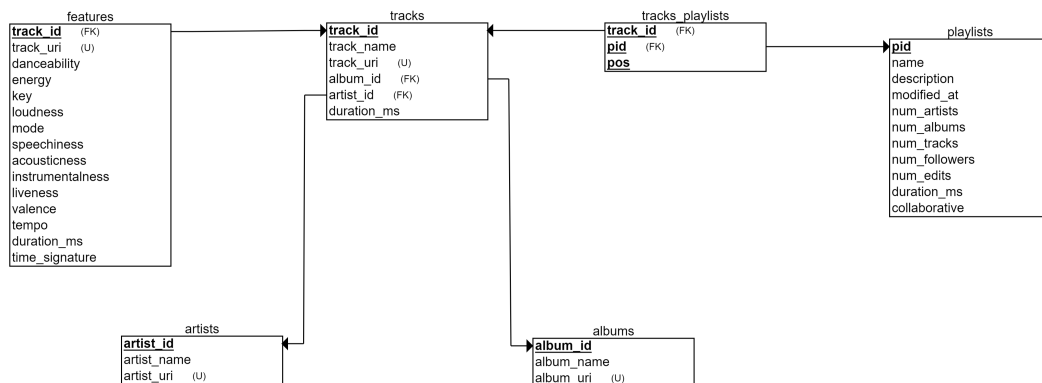 features
track_id (FK)
track_uri (U)
danceability
energy
key
loudness
mode
speechiness
acousticness
instrumentalness
liveness
valence
tempo
duration_ms
time_signature
tracks
track_id
track_name
track_uri (U)
album_id (FK)
artist_id (FK)
duration_ms
tracks_playlists
track_id (FK)
pid (FK)
pos
playlists
pid
name
description
modified_at
num_artists
num_albums
num_tracks
num_followers
num_edits
duration_ms
collaborative
artists
artist_id
artist_name
artist_uri (U)
albums
album_id
album_name
album_uri (U)